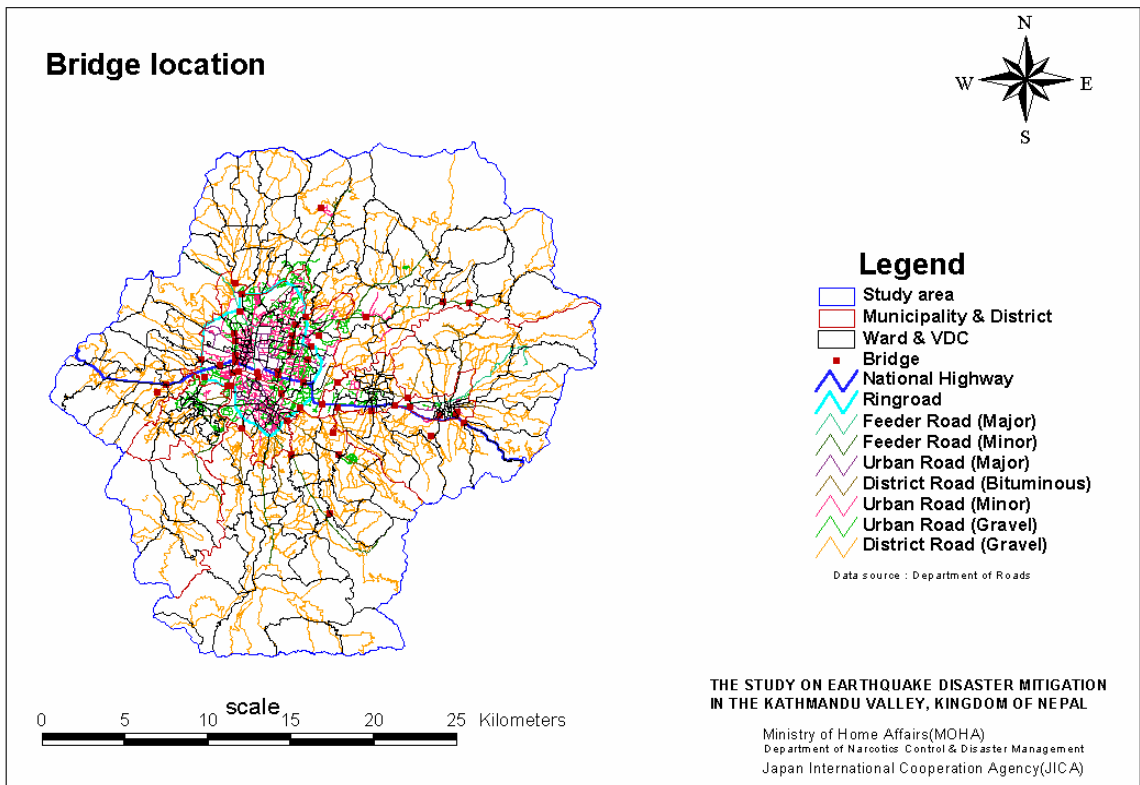 Bridge location
N
W
E
S
Legend
Study area
Municipality & District
Ward & VDC
Bridge
National Highway
Ringroad
Feeder Road (Major)
Feeder Road (Minor)
Urban Road (Major)
District Road (Bituminous)
Urban Road (Minor)
Urban Road (Gravel)
District Road (Gravel)
Data source : Department of Roads
scale
0 5 10 15 20 25 Kilometers
THE STUDY ON EARTHQUAKE DISASTER MITIGATION
IN THE KATHMANDU VALLEY, KINGDOM OF NEPAL
Ministry of Home Affairs(MOHA)
Department of Narcotics Control & Disaster Management
Japan International Cooperation Agency(JICA)